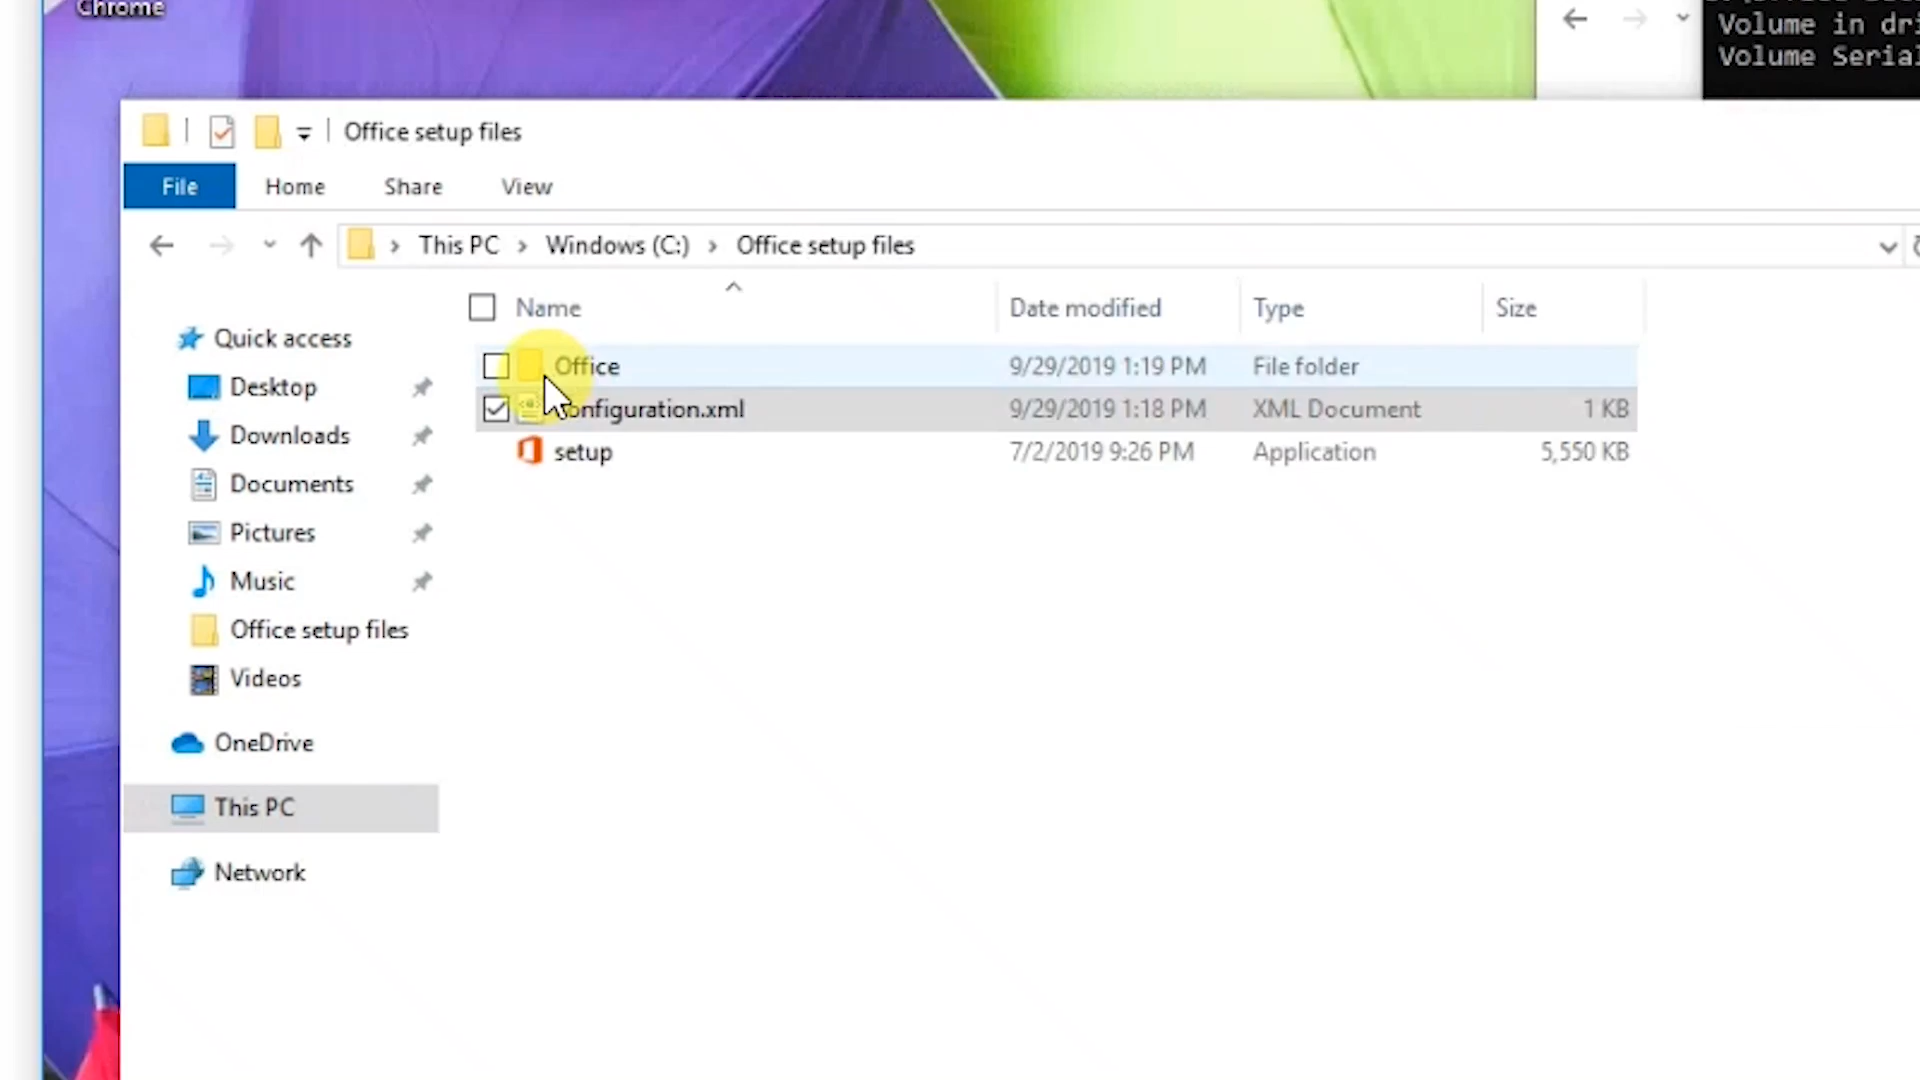 Chrome
Volume in dri
Volume Serial
Office setup files
File Home Share View
This PC Windows (C:) Office setup files
Name Date modified Type Size
Quick access
Desktop
Downloads
Documents
Pictures
Music
Office setup files
Videos
OneDrive
This PC
Network
Office 9/29/2019 1:19 PM File folder
onfiguration.xml 9/29/2019 1:18 PM XML Document 1 KB
setup 7/2/2019 9:26 PM Application 5,550 KB